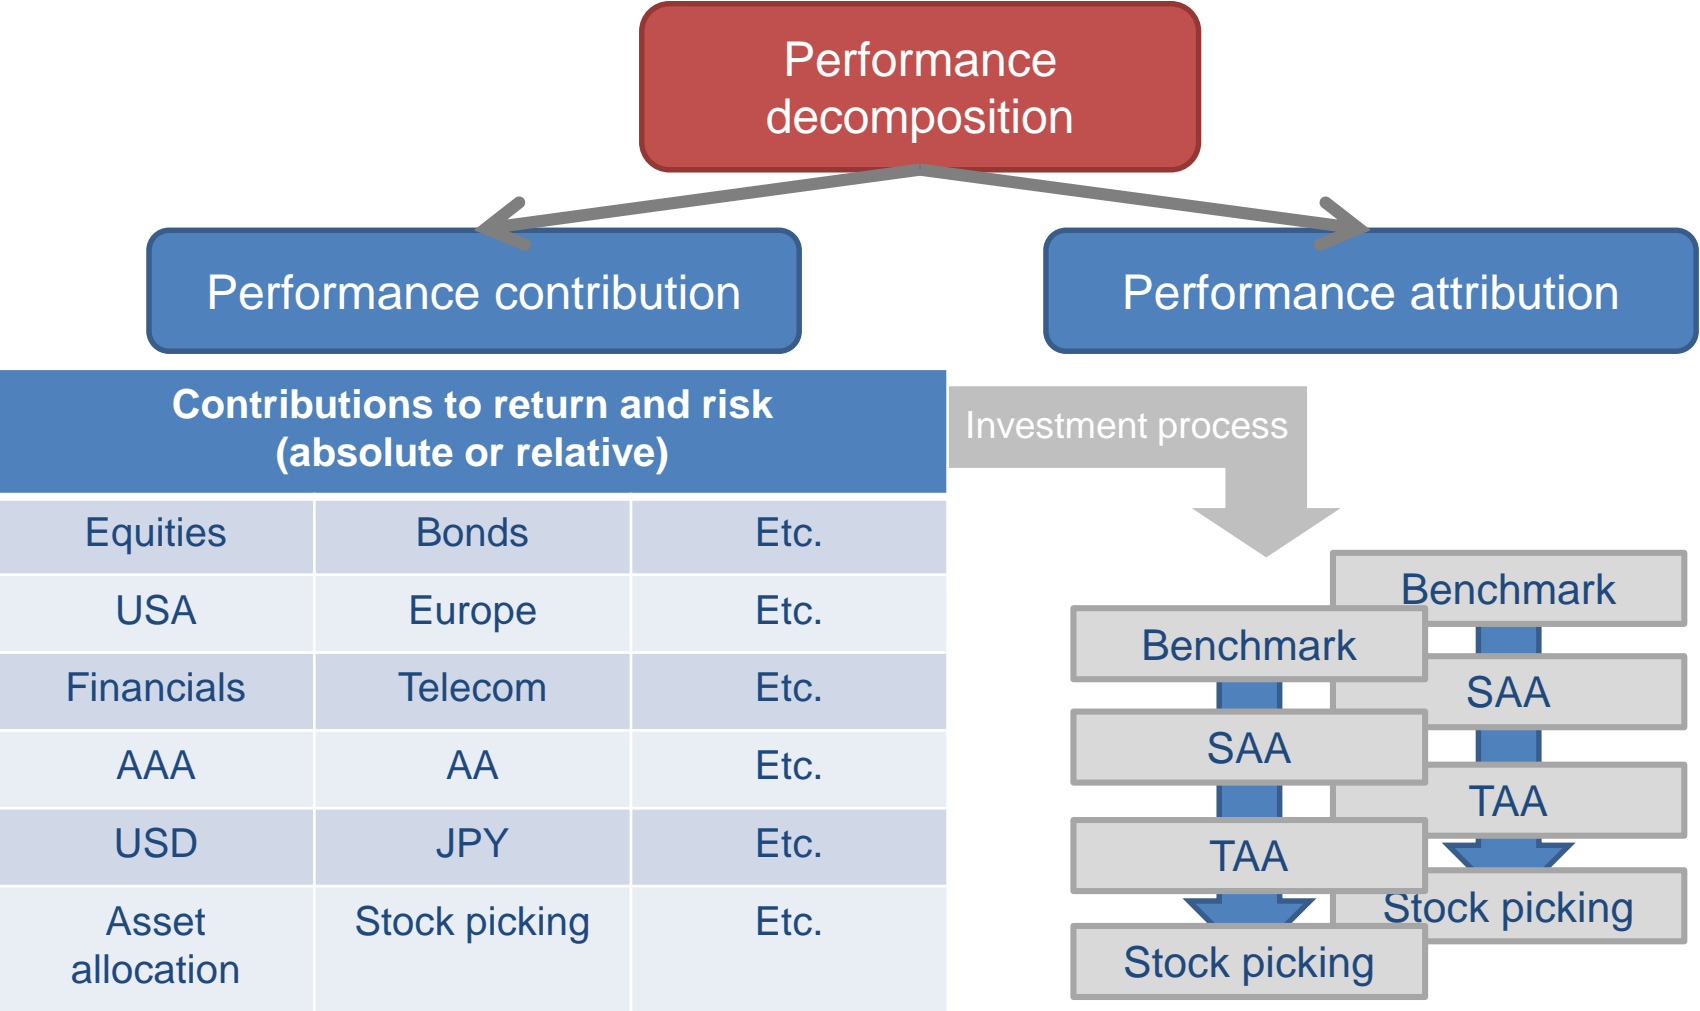 Performance
decomposition
Performance contribution
Performance attribution
Contributions to return and risk
(absolute or relative)
Investment process
Equities Bonds Etc.
USA Europe Etc.
Financials Telecom Etc.
AAA AA Etc.
USD JPY Etc.
Asset
allocation
Stock picking Etc.
Benchmark
SAA
TAA
Stock picking
Benchmark
SAA
TAA
Stock picking